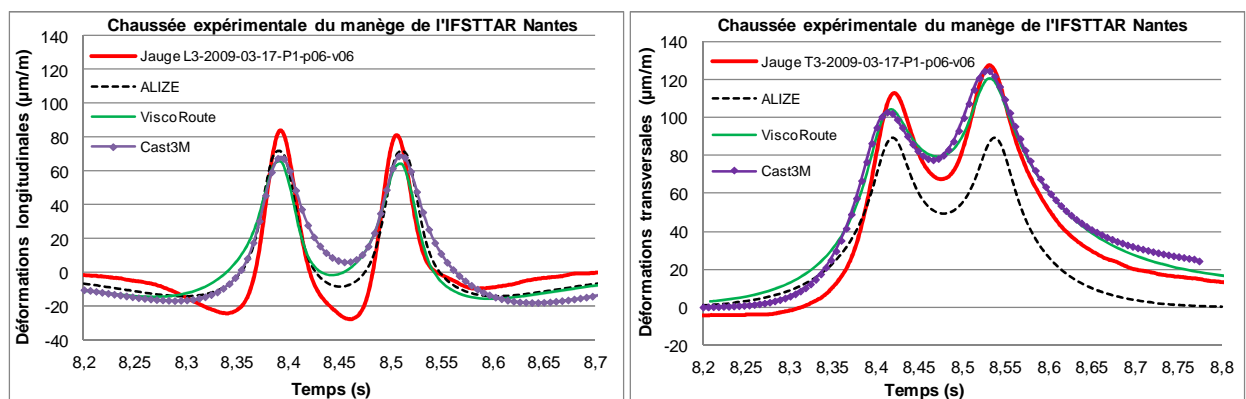 Chaussée expérimentale du manège de l'IFSTTAR Nantes
Déformations longitudinales (µm/m)
140
120
100
80
60
40
20
0
-20
-40
Jauge L3-2009-03-17-P1-p06-v06
ALIZE
ViscoRoute
Cast3M
8,2 8,25 8,3 8,35 8,4 8,45 8,5 8,55 8,6 8,65 8,7
Temps (s)
Chaussée expérimentale du manège de l'IFSTTAR Nantes
Déformations transversales (µm/m)
140
120
100
80
60
40
20
0
-20
Jauge T3-2009-03-17-P1-p06-v06
ALIZE
ViscoRoute
Cast3M
8,2 8,25 8,3 8,35 8,4 8,45 8,5 8,55 8,6 8,65 8,7 8,75 8,8
Temps (s)